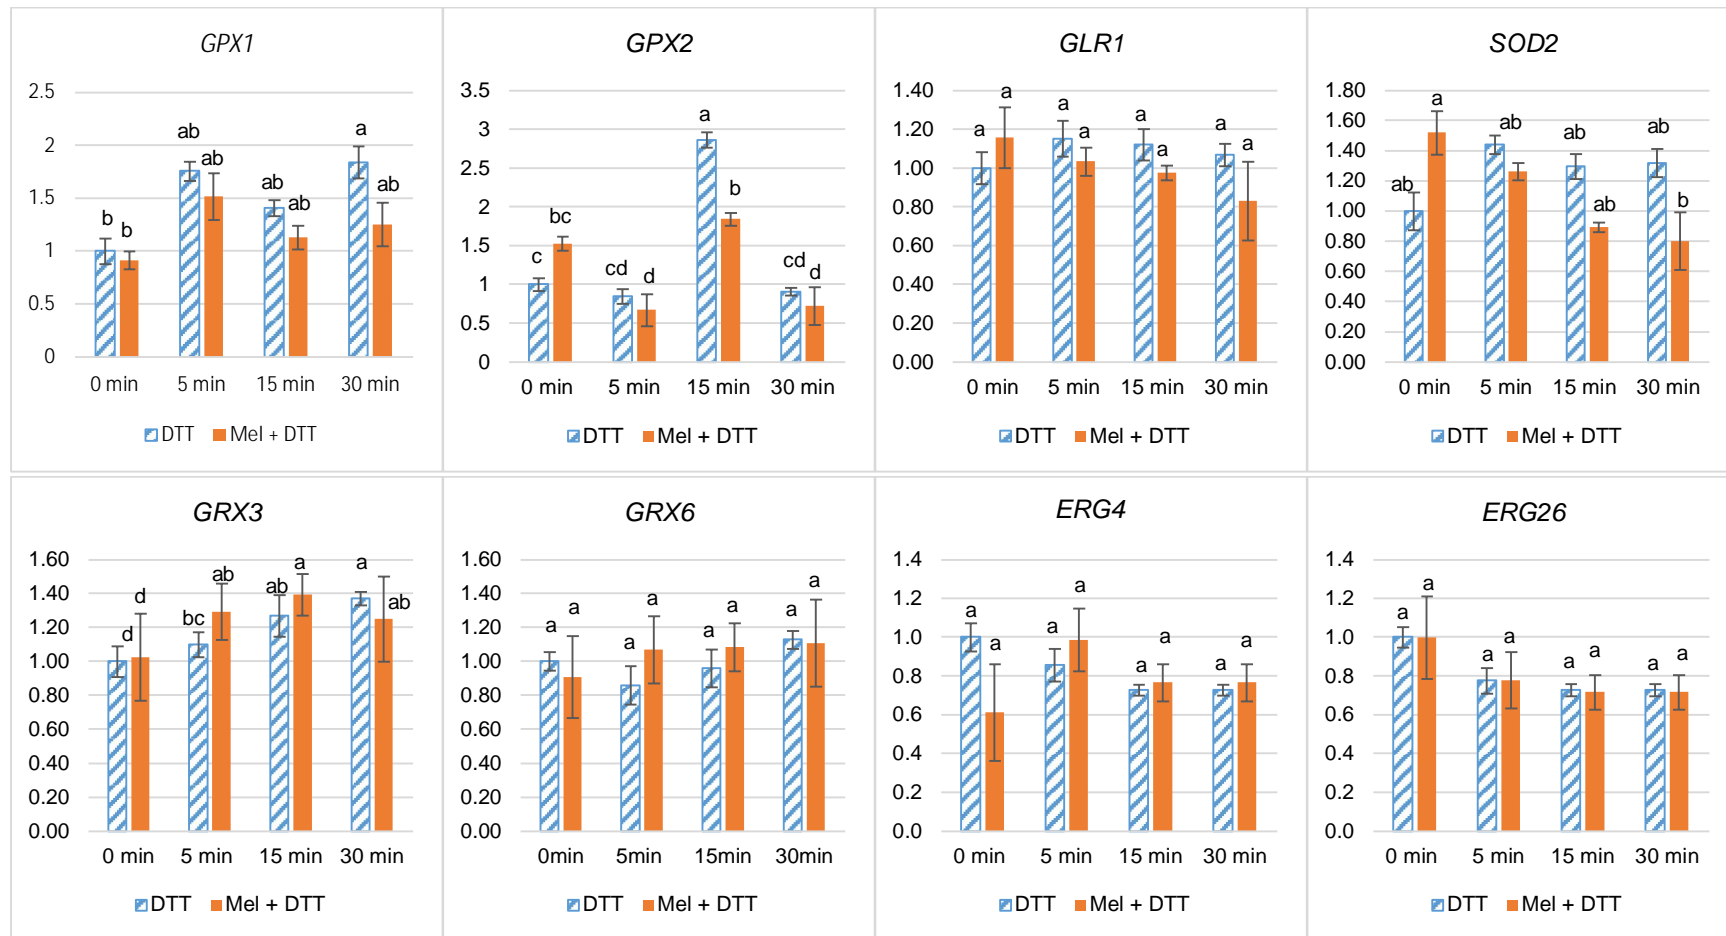 GPX1
2.5
2
1.5
1
0.5
0
b
b
ab
ab
ab
ab
a
ab
0 min
5 min
15 min
30 min
DTT
Mel + DTT
GPX2
3.5
3
2.5
2
1.5
1
0.5
0
c
bc
cd
d
a
b
cd
d
0 min
5 min
15 min
30 min
DTT
Mel + DTT
GLR1
1.40
1.20
1.00
0.80
0.60
0.40
0.20
0.00
a
a
a
a
a
a
a
a
0 min
5 min
15 min
30 min
DTT
Mel + DTT
SOD2
1.80
1.60
1.40
1.20
1.00
0.80
0.60
0.40
0.20
0.00
ab
a
ab
ab
ab
b
0 min
5 min
15 min
30 min
DTT
Mel + DTT
GRX3
1.60
1.40
1.20
1.00
0.80
0.60
0.40
0.20
0.00
d
d
bc
ab
ab
a
a
ab
0 min
5 min
15 min
30 min
DTT
Mel + DTT
GRX6
1.60
1.40
1.20
1.00
0.80
0.60
0.40
0.20
0.00
a
a
a
a
a
a
a
a
0min
5min
15min
30min
DTT
Mel + DTT
ERG4
1.4
1.2
1.0
0.8
0.6
0.4
0.2
0.0
a
a
a
a
a
a
a
a
0 min
5 min
15 min
30 min
DTT
Mel + DTT
ERG26
1.4
1.2
1.0
0.8
0.6
0.4
0.2
0.0
a
a
a
a
a
a
a
a
0 min
5 min
15 min
30 min
DTT
Mel + DTT